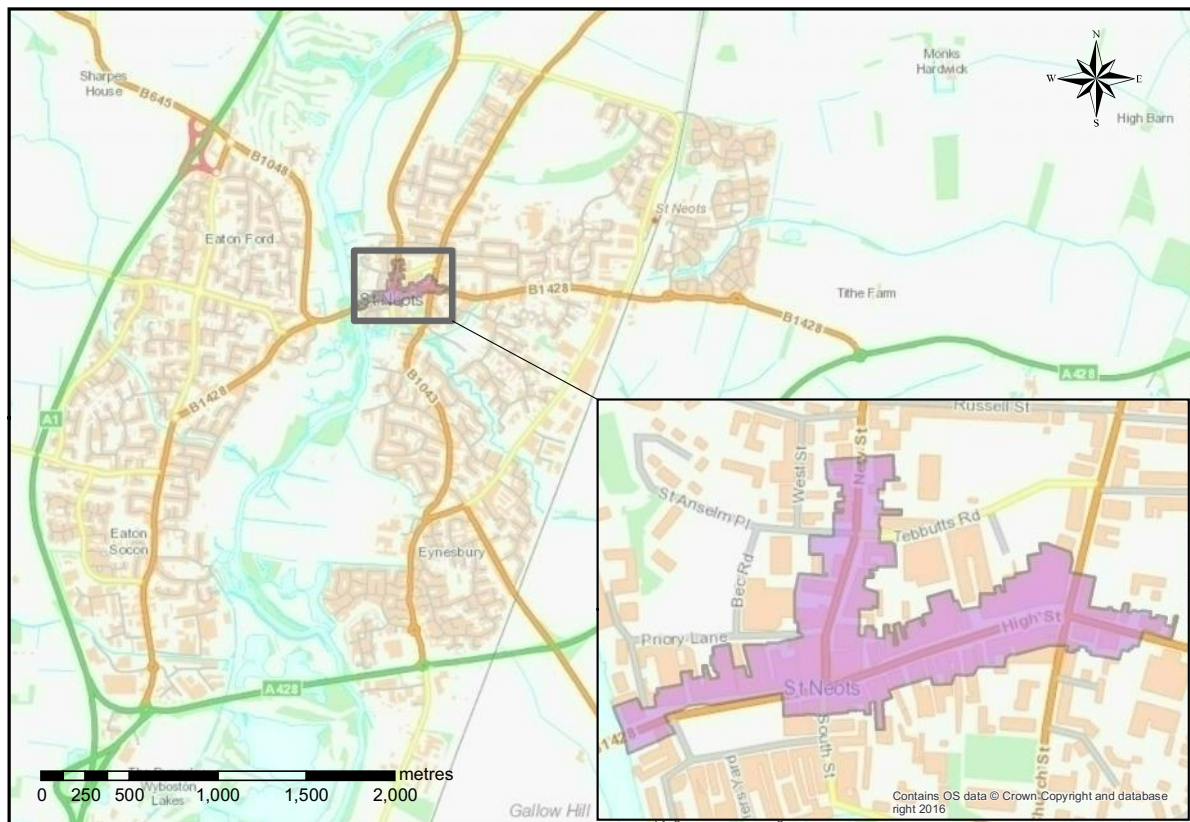 Monks
Hardwick
N
W
E
S
Sharpes
House
B645
High Barn
B1048
St Neots
Eaton Ford
St Neots
B1428
Tithe Farm
B1428
A428
B1043
B1428
A1
Eaton
Socon
Eynesbury
A428
Russell St
New St
West St
St Anselm Pl
Tebbutts Rd
Bec Rd
High St
Priory Lane
St Neots
B1428
South St
Church St
ers Yard
Contains OS data © Crown Copyright and database
right 2016
metres
0 250 500 1,000 1,500 2,000
Wyboston
Lakes
Gallow Hill